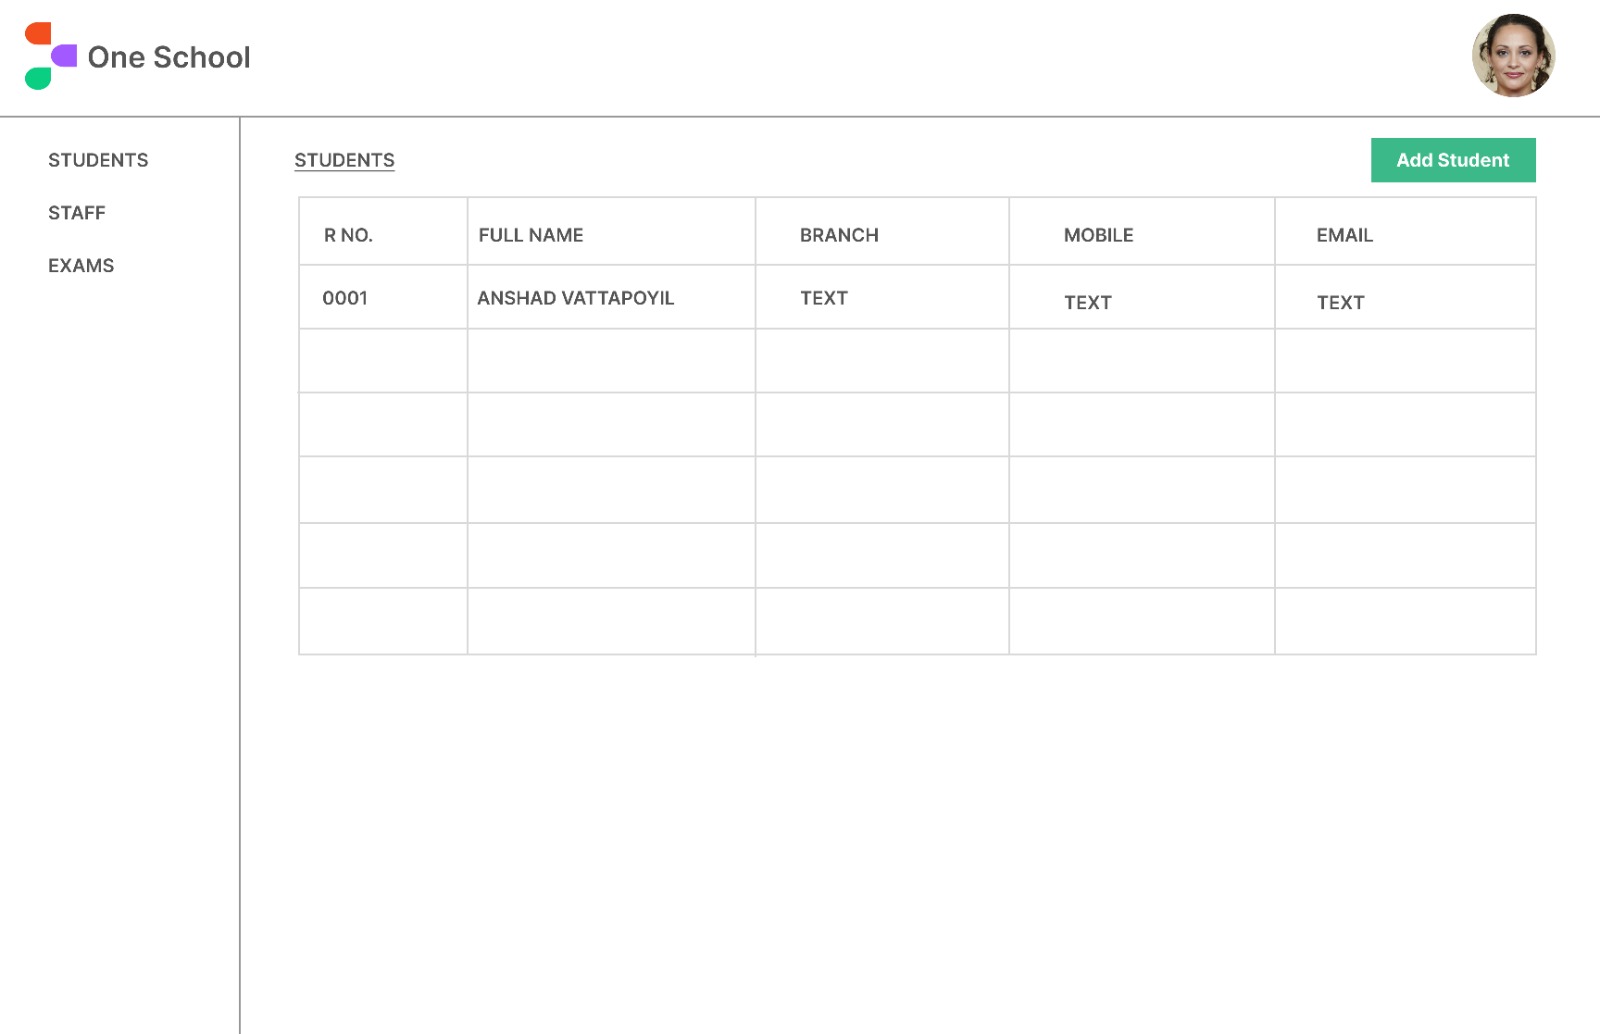 One School
STUDENTS
STAFF
EXAMS
STUDENTS
Add Student
R NO. FULL NAME BRANCH MOBILE EMAIL
0001 ANSHAD VATTAPOYIL TEXT TEXT TEXT